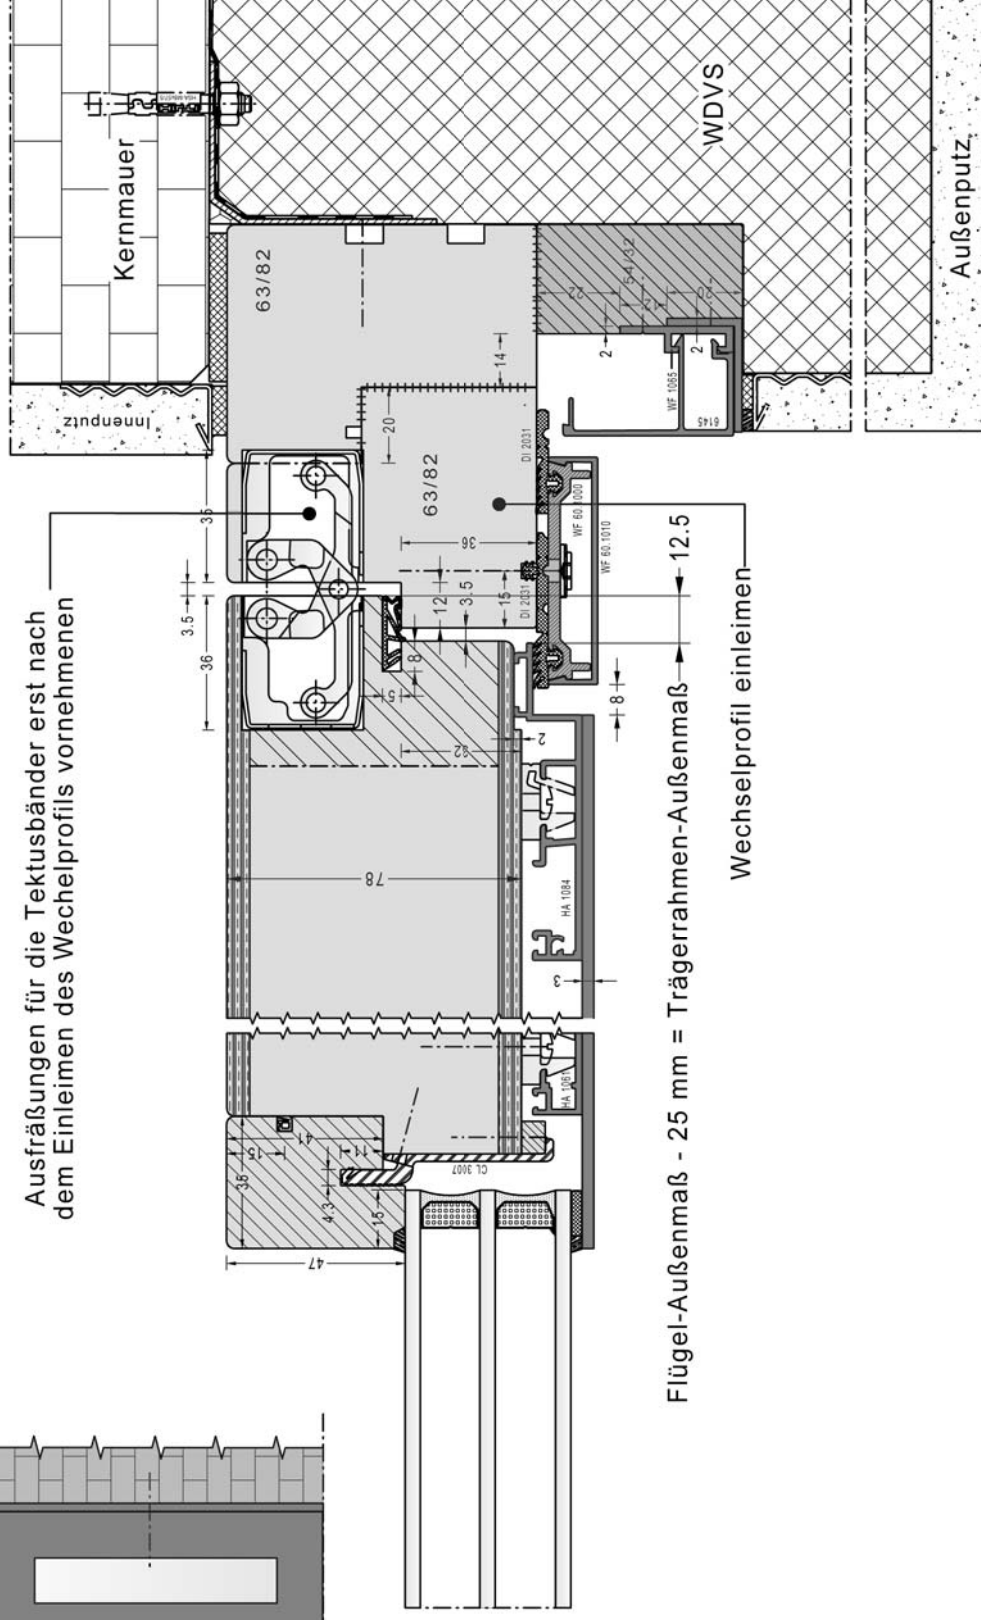 Ausfräßungen für die Tektusbänder erst nach
dem Einleimen des Wechelprofils vornehmenen
Kernmauer
Innenputz
WDVS
Außenputz
63/82
63/82
54/32
22
12
20
2
2
14
20
36
12
3.5
15
35
3.5
36
8
5
32
2
78
3
8
12.5
DI 2031
DI 2031
WF 1065
6145
WF 60.1000
WF 60.1010
HA 1084
HA 1061
CL 3007
41
15
11
4.3
15
47
Wechselprofil einleimen
Flügel-Außenmaß - 25 mm = Trägerrahmen-Außenmaß